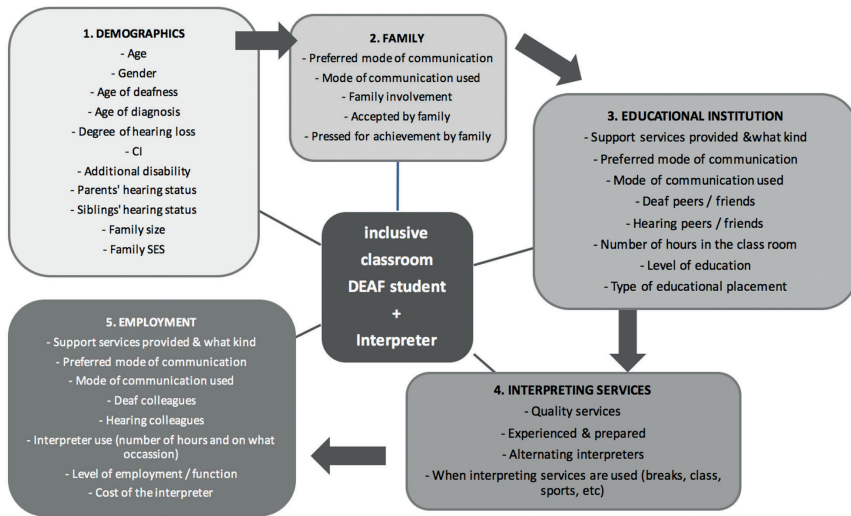 1. DEMOGRAPHICS
- Age
- Gender
- Age of deafness
- Age of diagnosis
- Degree of hearing loss
- CI
- Additional disability
- Parents' hearing status
- Siblings' hearing status
- Family size
- Family SES
2. FAMILY
- Preferred mode of communication
- Mode of communication used
- Family involvement
- Accepted by family
- Pressed for achievement by family
3. EDUCATIONAL INSTITUTION
- Support services provided &what kind
- Preferred mode of communication
- Mode of communication used
- Deaf peers / friends
- Hearing peers / friends
- Number of hours in the class room
- Level of education
- Type of educational placement
inclusive
classroom
DEAF student
+
Interpreter
4. INTERPRETING SERVICES
- Quality services
- Experienced & prepared
- Alternating interpreters
- When interpreting services are used (breaks, class,
sports, etc)
5. EMPLOYMENT
- Support services provided & what kind
- Preferred mode of communication
- Mode of communication used
- Deaf colleagues
- Hearing colleagues
- Interpreter use (number of hours and on what
occassion)
- Level of employment / function
- Cost of the interpreter